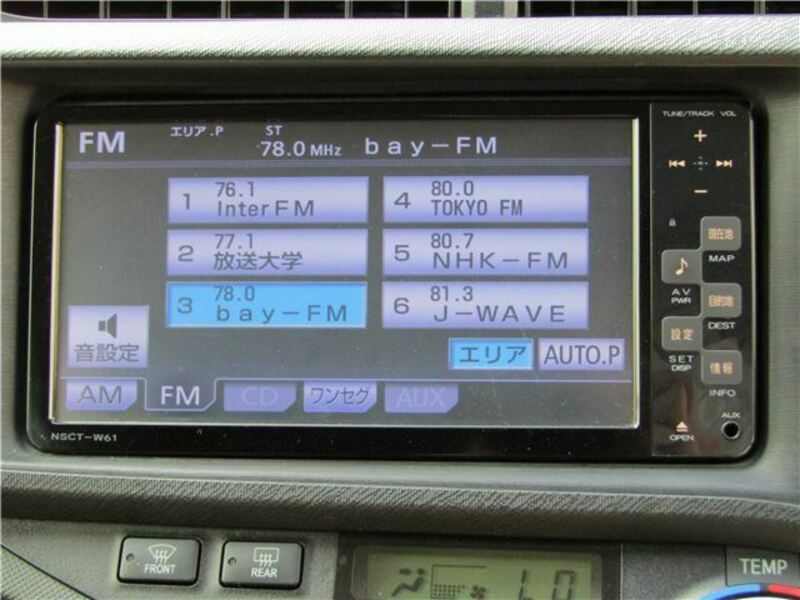 FM エリア.P ST 78.0 MHz bay-FM
TUNE/TRACK VOL
1 76.1 InterFM
4 80.0 TOKYO FM
2 77.1 放送大学
5 80.7 NHK-FM
3 78.0 bay-FM
6 81.3 J-WAVE
音設定
エリア AUTO.P
AM FM CD ワンセグ AUX
NSCT-W61
現在地
MAP
AV PWR
目的地
DEST
設定
SET DISP
情報
INFO
OPEN
AUX
FRONT
REAR
LO
TEMP